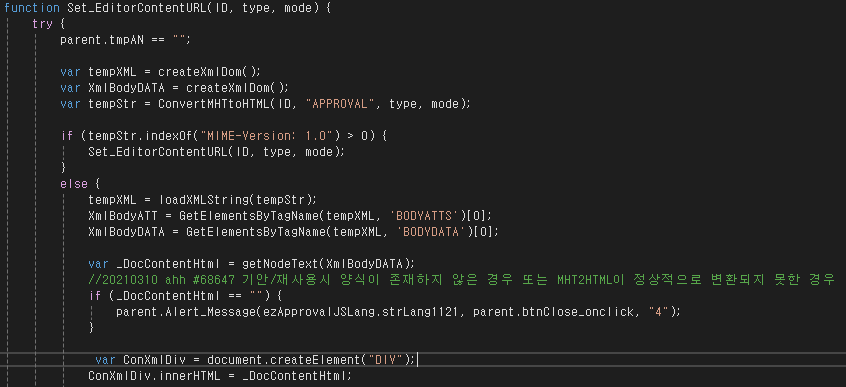 function Set_EditorContentURL(ID, type, mode) {
try {
parent.tmpAN == "";
var tempXML = createXmlDom();
var XmlBodyDATA = createXmlDom();
var tempStr = ConvertMHTtoHTML(ID, "APPROVAL", type, mode);
if (tempStr.indexOf("MIME-Version: 1.0") > 0) {
Set_EditorContentURL(ID, type, mode);
}
else {
tempXML = loadXMLString(tempStr);
XmlBodyATT = GetElementsByTagName(tempXML, 'BODYATTS')[0];
XmlBodyDATA = GetElementsByTagName(tempXML, 'BODYDATA')[0];
var _DocContentHtml = getNodeText(XmlBodyDATA);
//20210310 ahh #68647 기안/재사용시 양식이 존재하지 않은 경우 또는 MHT2HTML이 정상적으로 변환되지 못한 경우
if (_DocContentHtml == "") {
parent.Alert_Message(ezApprovalJSLang.strLang1121, parent.btnClose_onclick, "4");
}
var ConXmlDiv = document.createElement("DIV");
ConXmlDiv.innerHTML = _DocContentHtml;